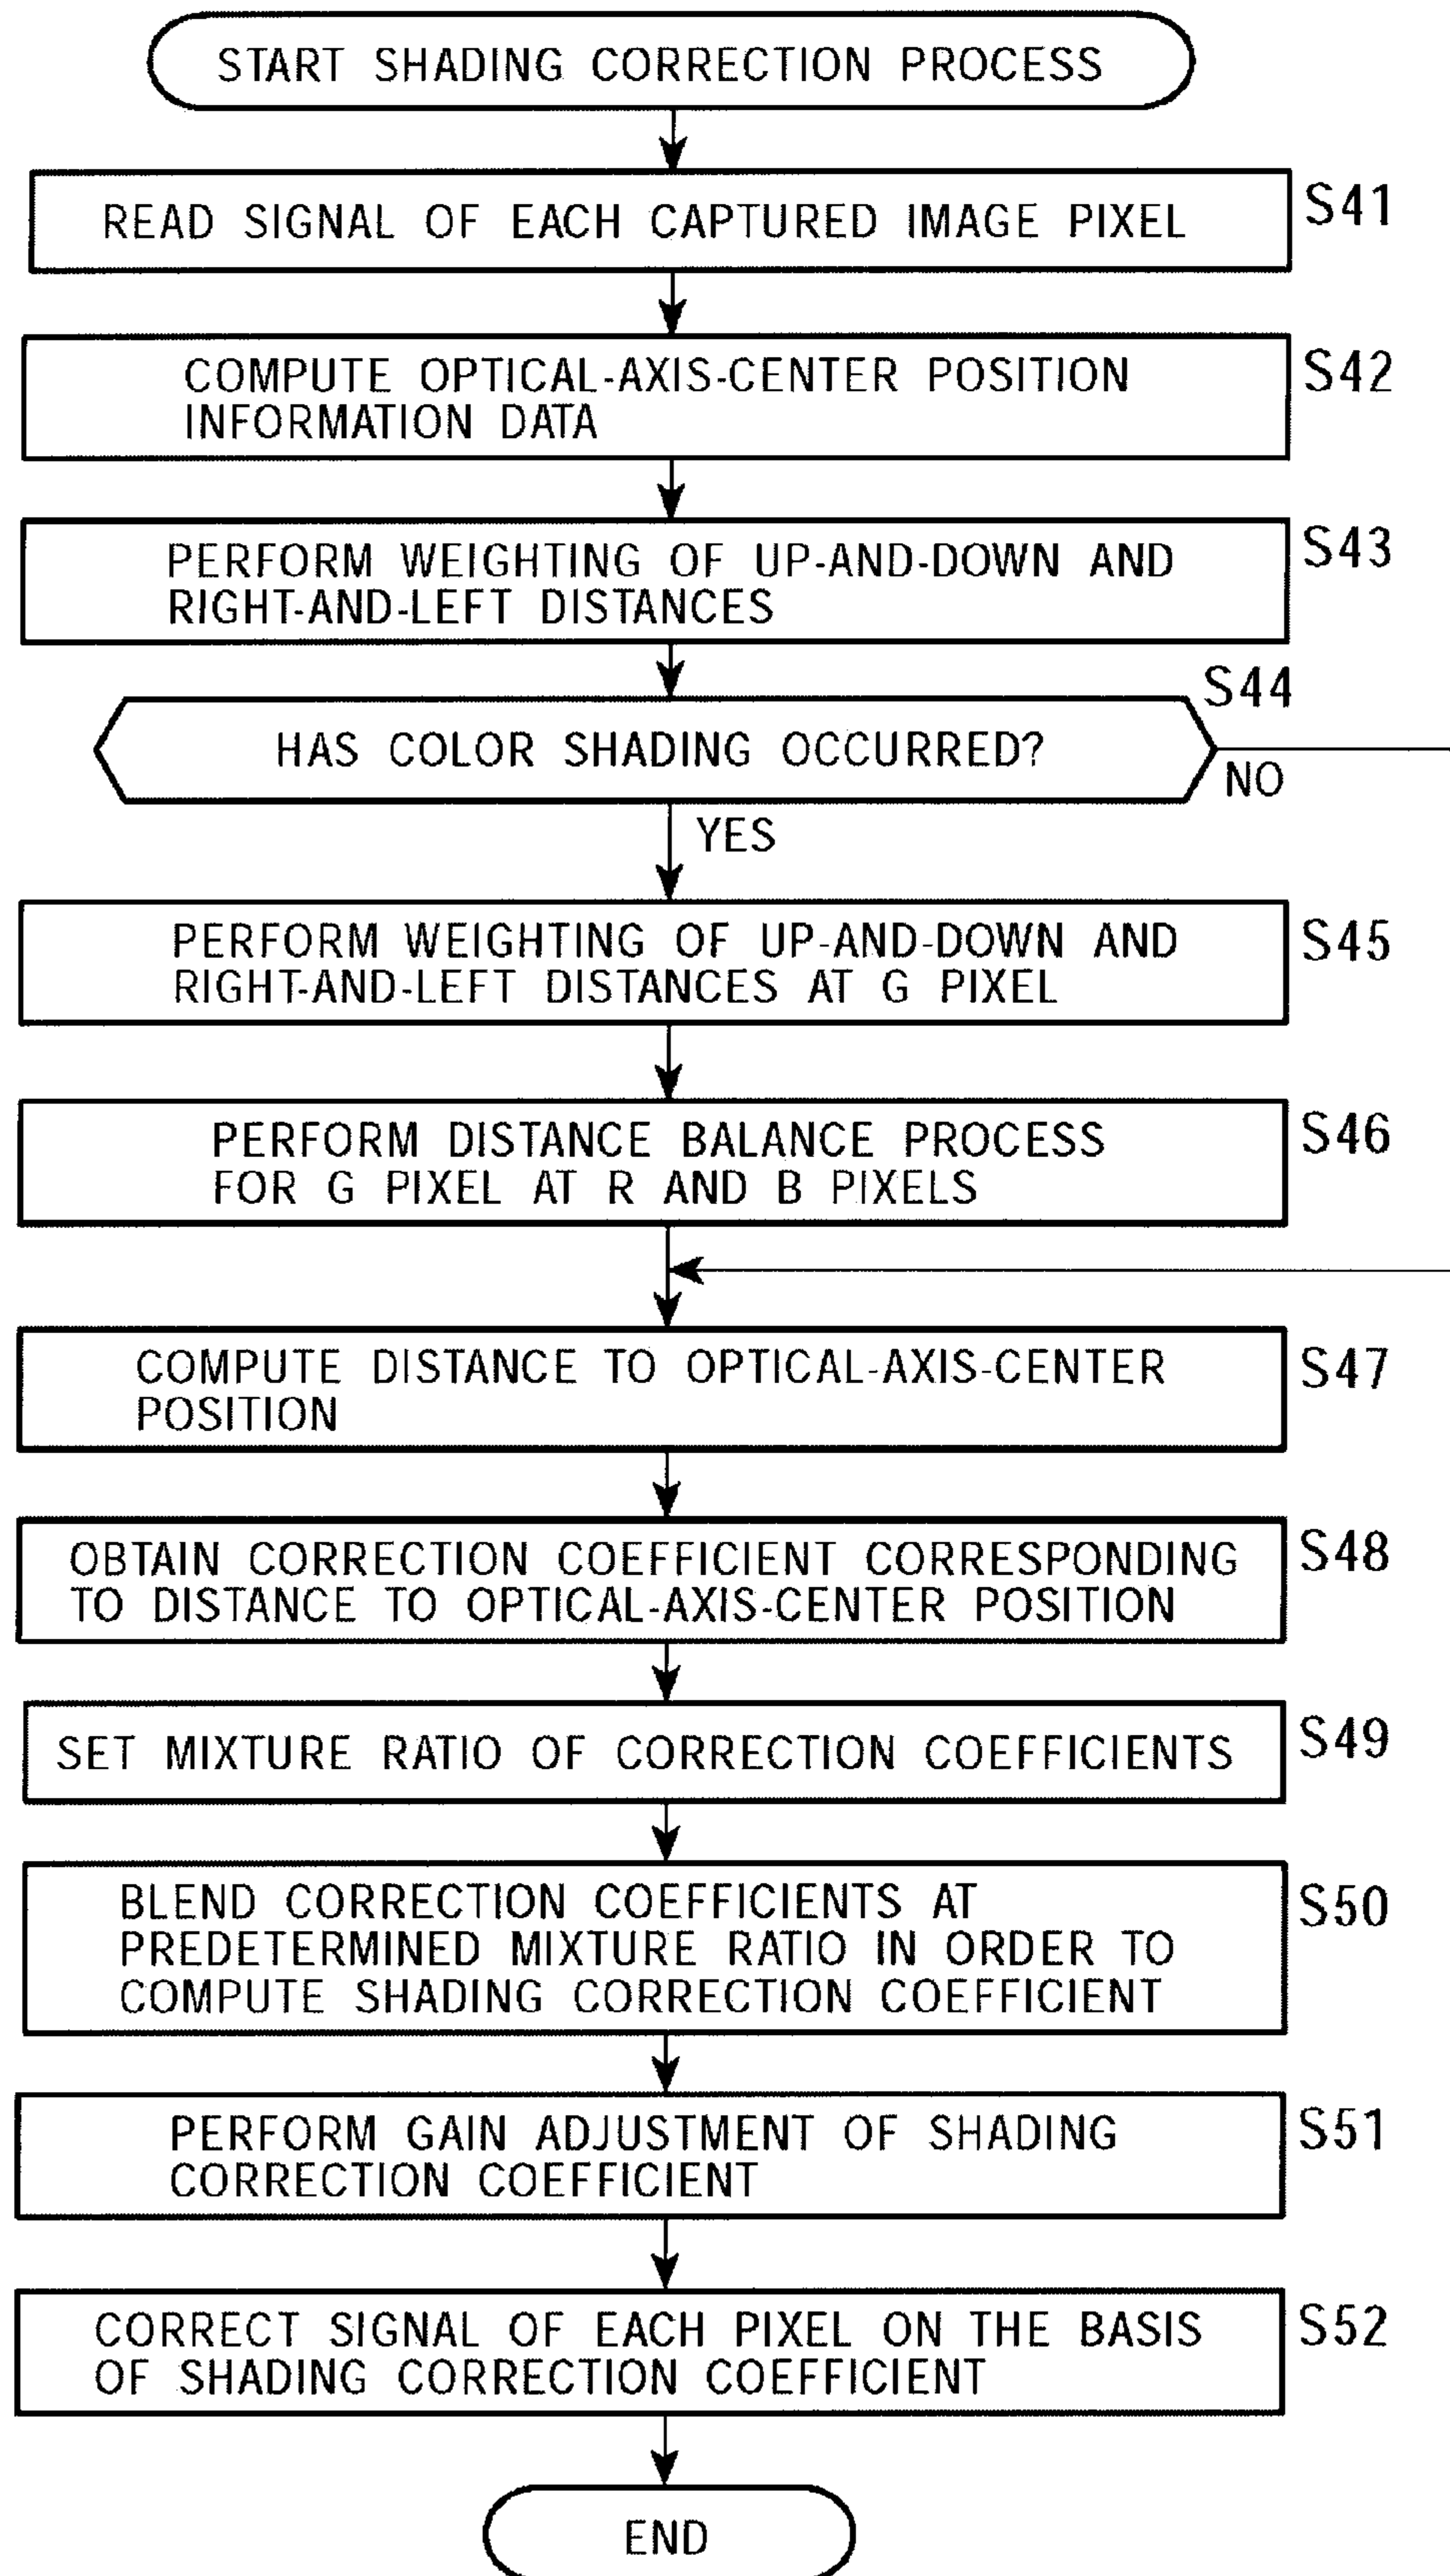 START SHADING CORRECTION PROCESS
READ SIGNAL OF EACH CAPTURED IMAGE PIXEL
S41
COMPUTE OPTICAL-AXIS-CENTER POSITION
INFORMATION DATA
S42
PERFORM WEIGHTING OF UP-AND-DOWN AND
RIGHT-AND-LEFT DISTANCES
S43
S44
HAS COLOR SHADING OCCURRED?
NO
YES
PERFORM WEIGHTING OF UP-AND-DOWN AND
RIGHT-AND-LEFT DISTANCES AT G PIXEL
S45
PERFORM DISTANCE BALANCE PROCESS
FOR G PIXEL AT R AND B PIXELS
S46
COMPUTE DISTANCE TO OPTICAL-AXIS-CENTER
POSITION
S47
OBTAIN CORRECTION COEFFICIENT CORRESPONDING
TO DISTANCE TO OPTICAL-AXIS-CENTER POSITION
S48
SET MIXTURE RATIO OF CORRECTION COEFFICIENTS
S49
BLEND CORRECTION COEFFICIENTS AT
PREDETERMINED MIXTURE RATIO IN ORDER TO
COMPUTE SHADING CORRECTION COEFFICIENT
S50
PERFORM GAIN ADJUSTMENT OF SHADING
CORRECTION COEFFICIENT
S51
CORRECT SIGNAL OF EACH PIXEL ON THE BASIS
OF SHADING CORRECTION COEFFICIENT
S52
END